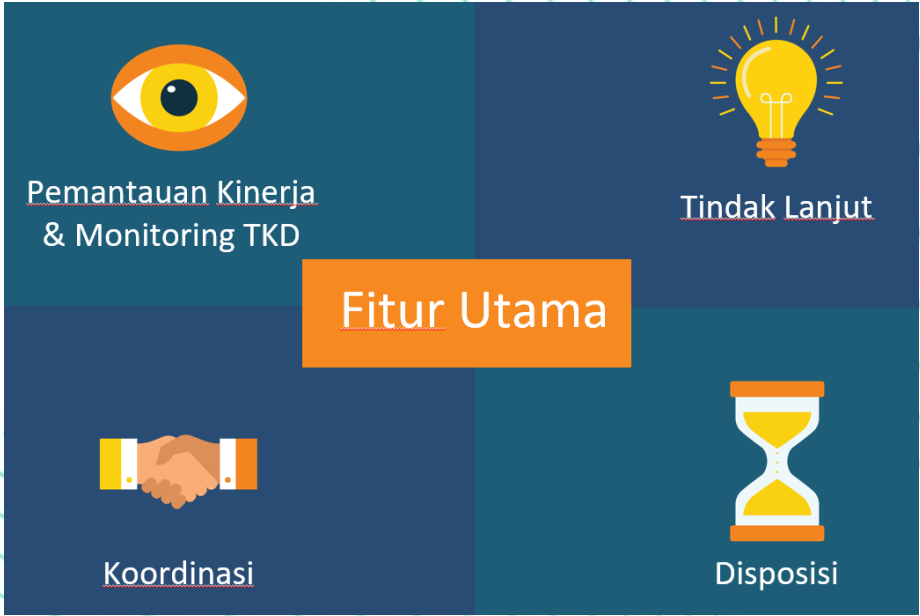 Pemantauan Kinerja
& Monitoring TKD
Tindak Lanjut
Fitur Utama
Koordinasi
Disposisi